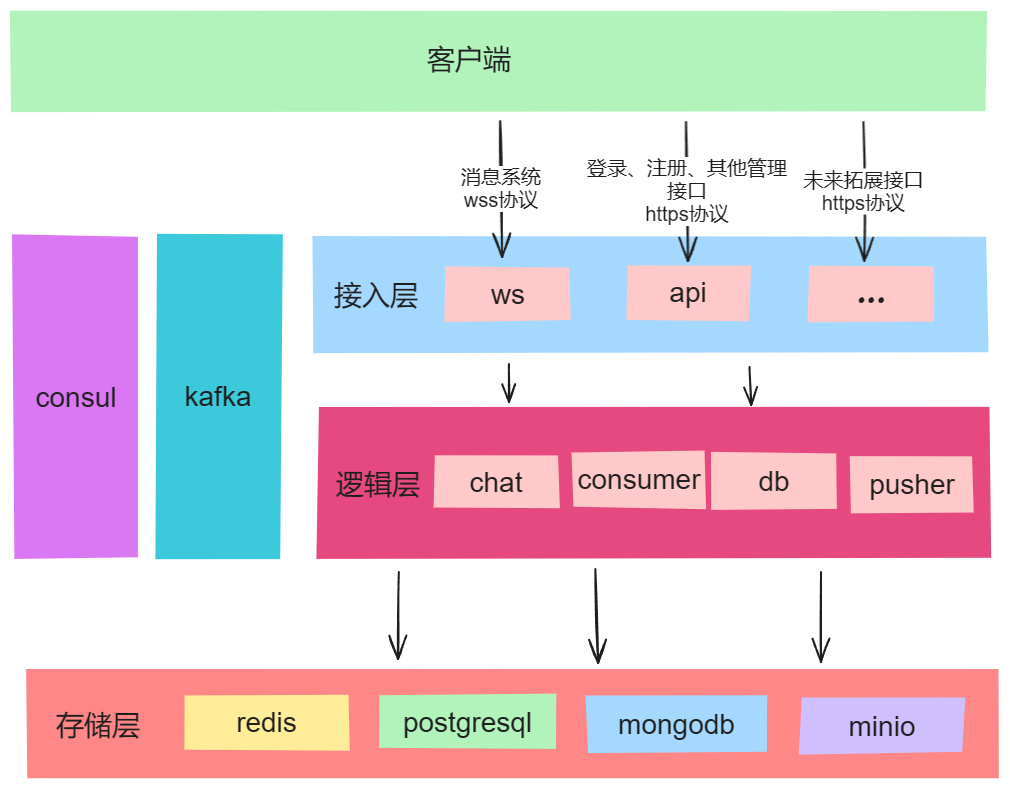 客户端
消息系统
wss协议
登录、注册、其他管理
接口
https协议
未来拓展接口
https协议
consul
kafka
接入层
ws
api
...
逻辑层
chat
consumer
db
pusher
存储层
redis
postgresql
mongodb
minio